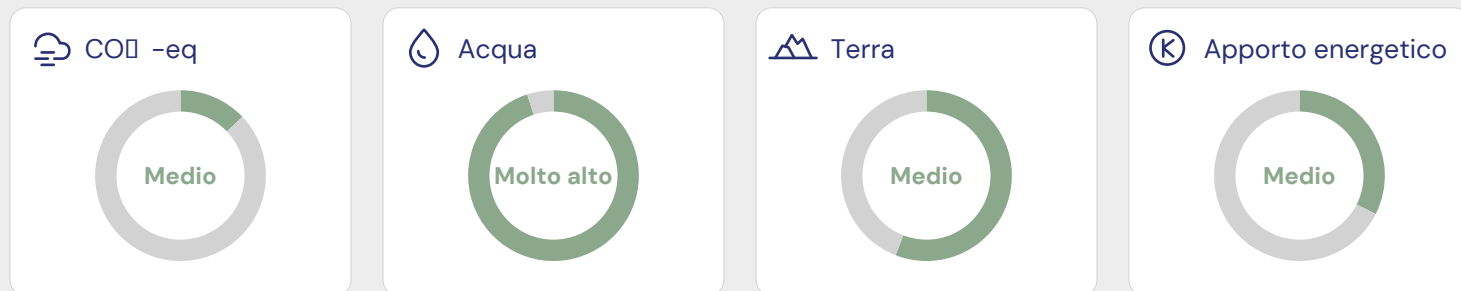 CO▯ -eq
Acqua
Terra
Apporto energetico
Medio
Molto alto
Medio
Medio